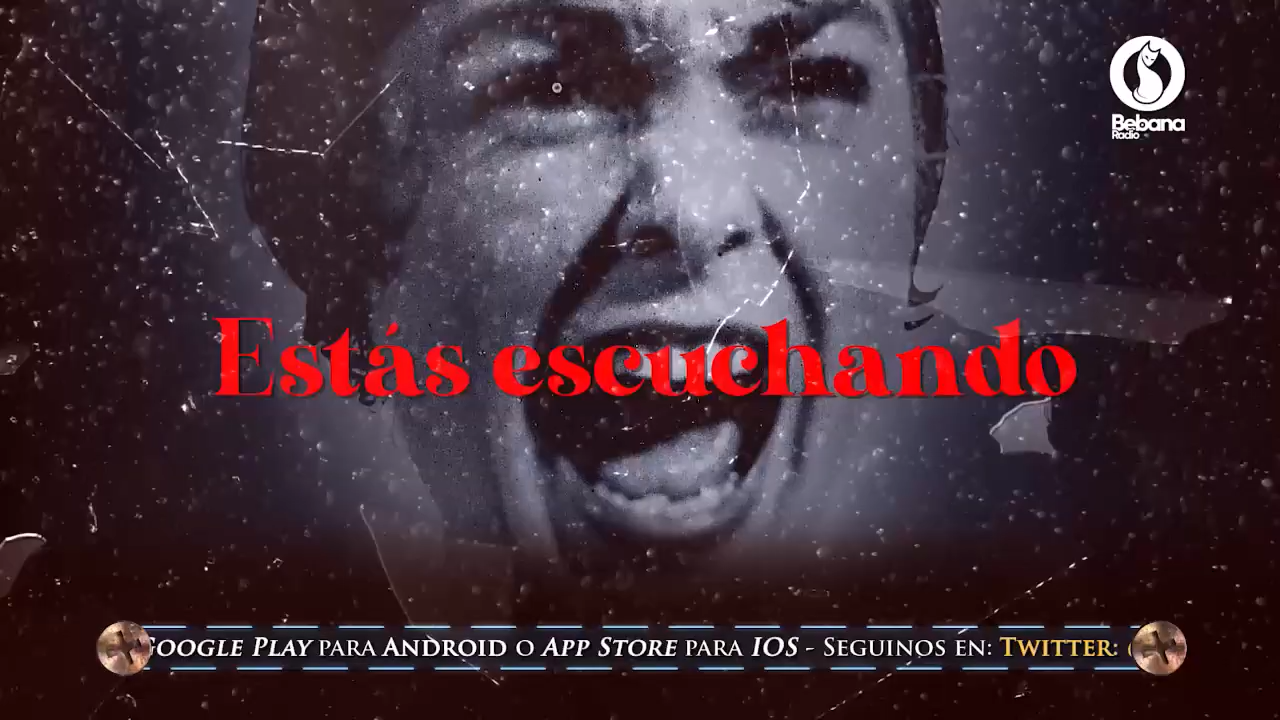 Bebana
Radio
Estás escuchando
GOOGLE PLAY PARA ANDROID O APP STORE PARA IOS - SEGUINOS EN: TWITTER: